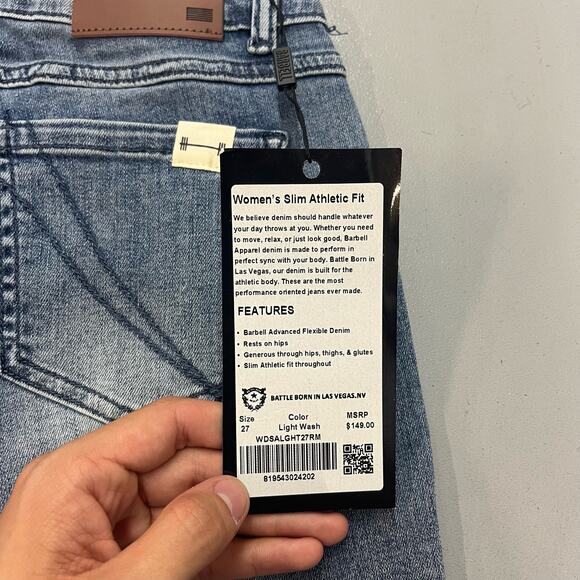 BARBELL
Women's Slim Athletic Fit
We believe denim should handle whatever
your day throws at you. Whether you need
to move, relax, or just look good, Barbell
Apparel denim is made to perform in
perfect sync with your body. Battle Born in
Las Vegas, our denim is built for the
athletic body. These are the most
performance oriented jeans ever made.
FEATURES
• Barbell Advanced Flexible Denim
• Rests on hips
• Generous through hips, thighs, & glutes
• Slim Athletic fit throughout
BATTLE BORN IN LAS VEGAS.NV
Size Color MSRP
27 Light Wash $149.00
WDSALGHT27RM
819543024202